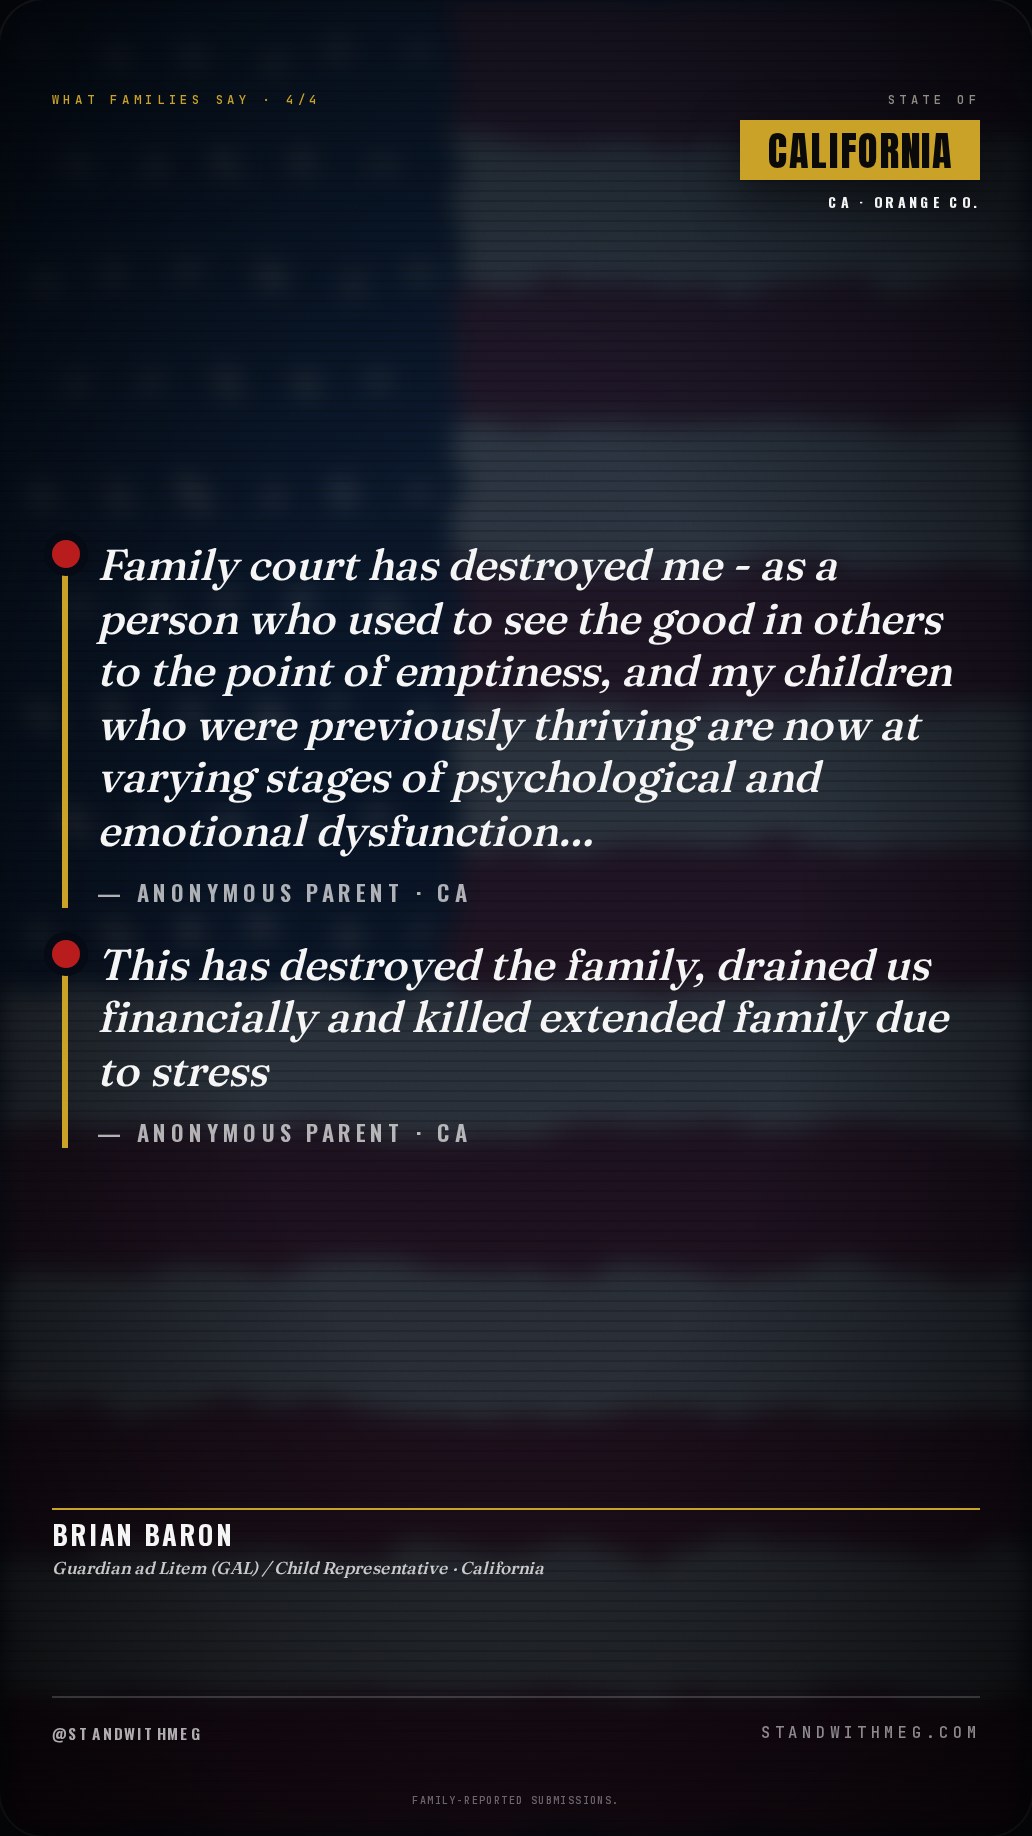 WHAT FAMILIES SAY · 4/4
STATE OF
CALIFORNIA
CA · ORANGE CO.
Family court has destroyed me - as a
person who used to see the good in others
to the point of emptiness, and my children
who were previously thriving are now at
varying stages of psychological and
emotional dysfunction...
— ANONYMOUS PARENT · CA
This has destroyed the family, drained us
financially and killed extended family due
to stress
— ANONYMOUS PARENT · CA
BRIAN BARON
Guardian ad Litem (GAL) / Child Representative · California
@STANDWITHMEG
STANDWITHMEG.COM
FAMILY-REPORTED SUBMISSIONS.